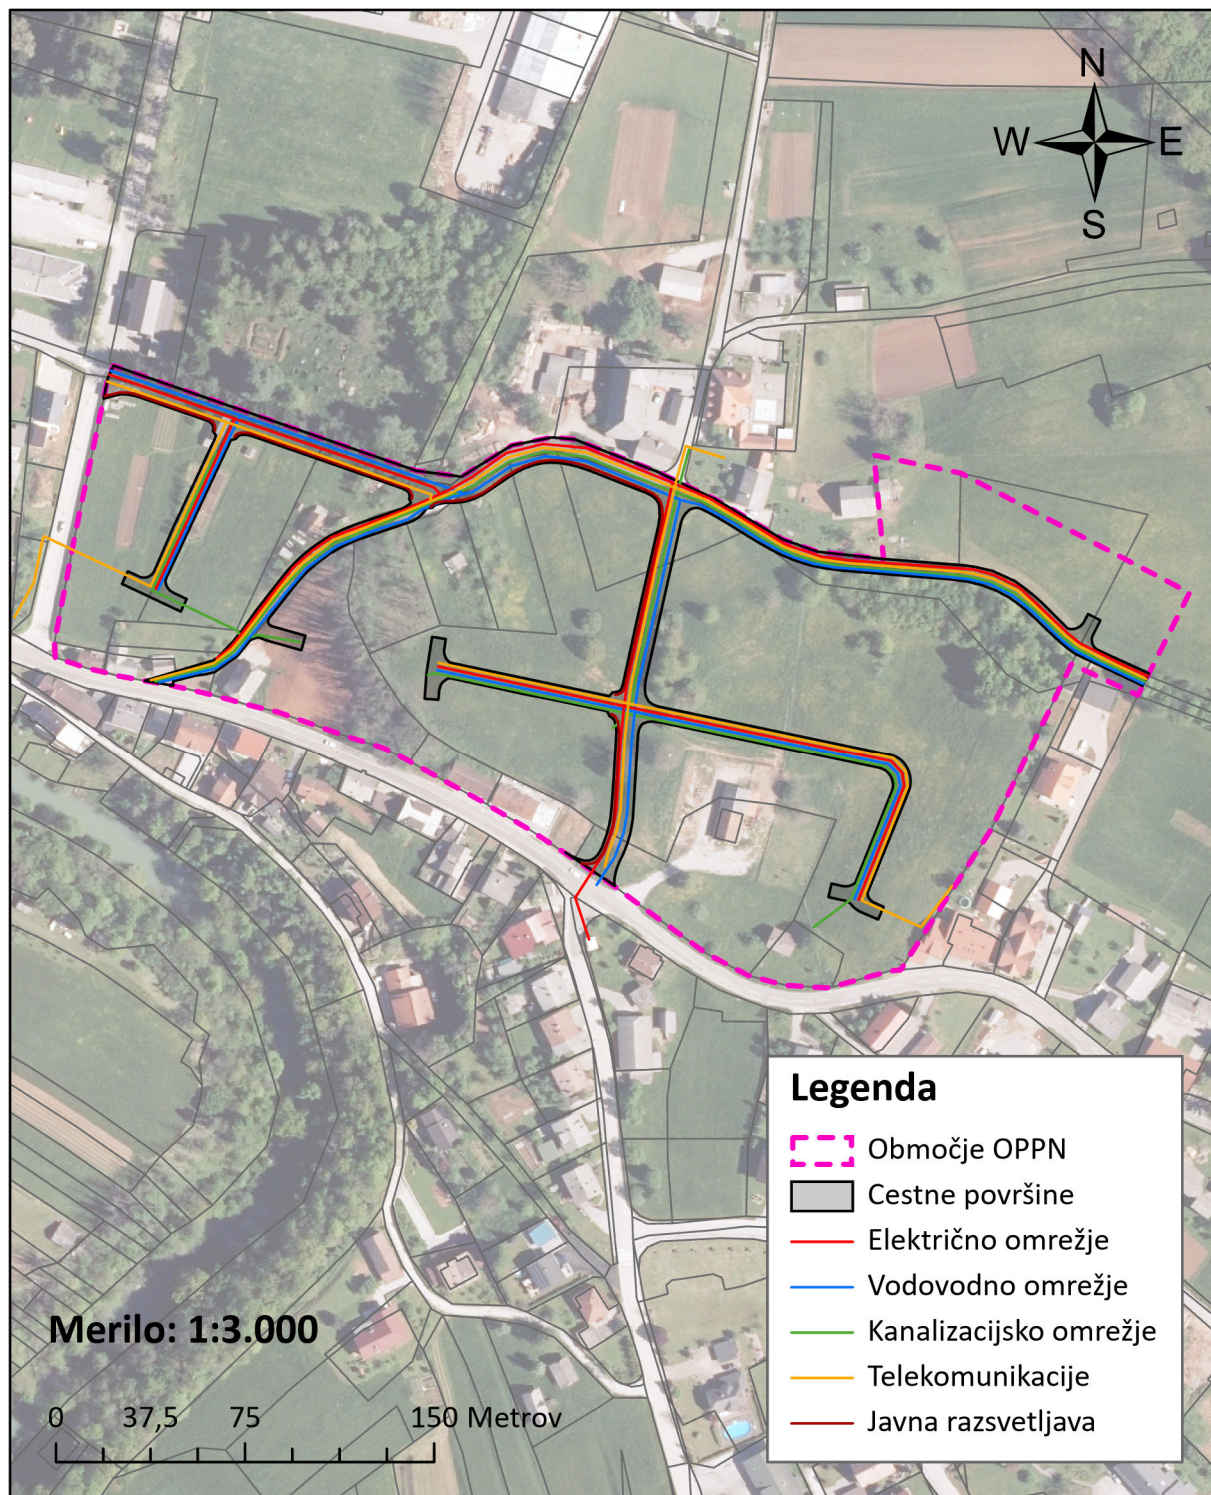 N
W E
S
Legenda
Območje OPPN
Cestne površine
Električno omrežje
Vodovodno omrežje
Kanalizacijsko omrežje
Telekomunikacije
Javna razsvetljava
Merilo: 1:3.000
0 37,5 75 150 Metrov